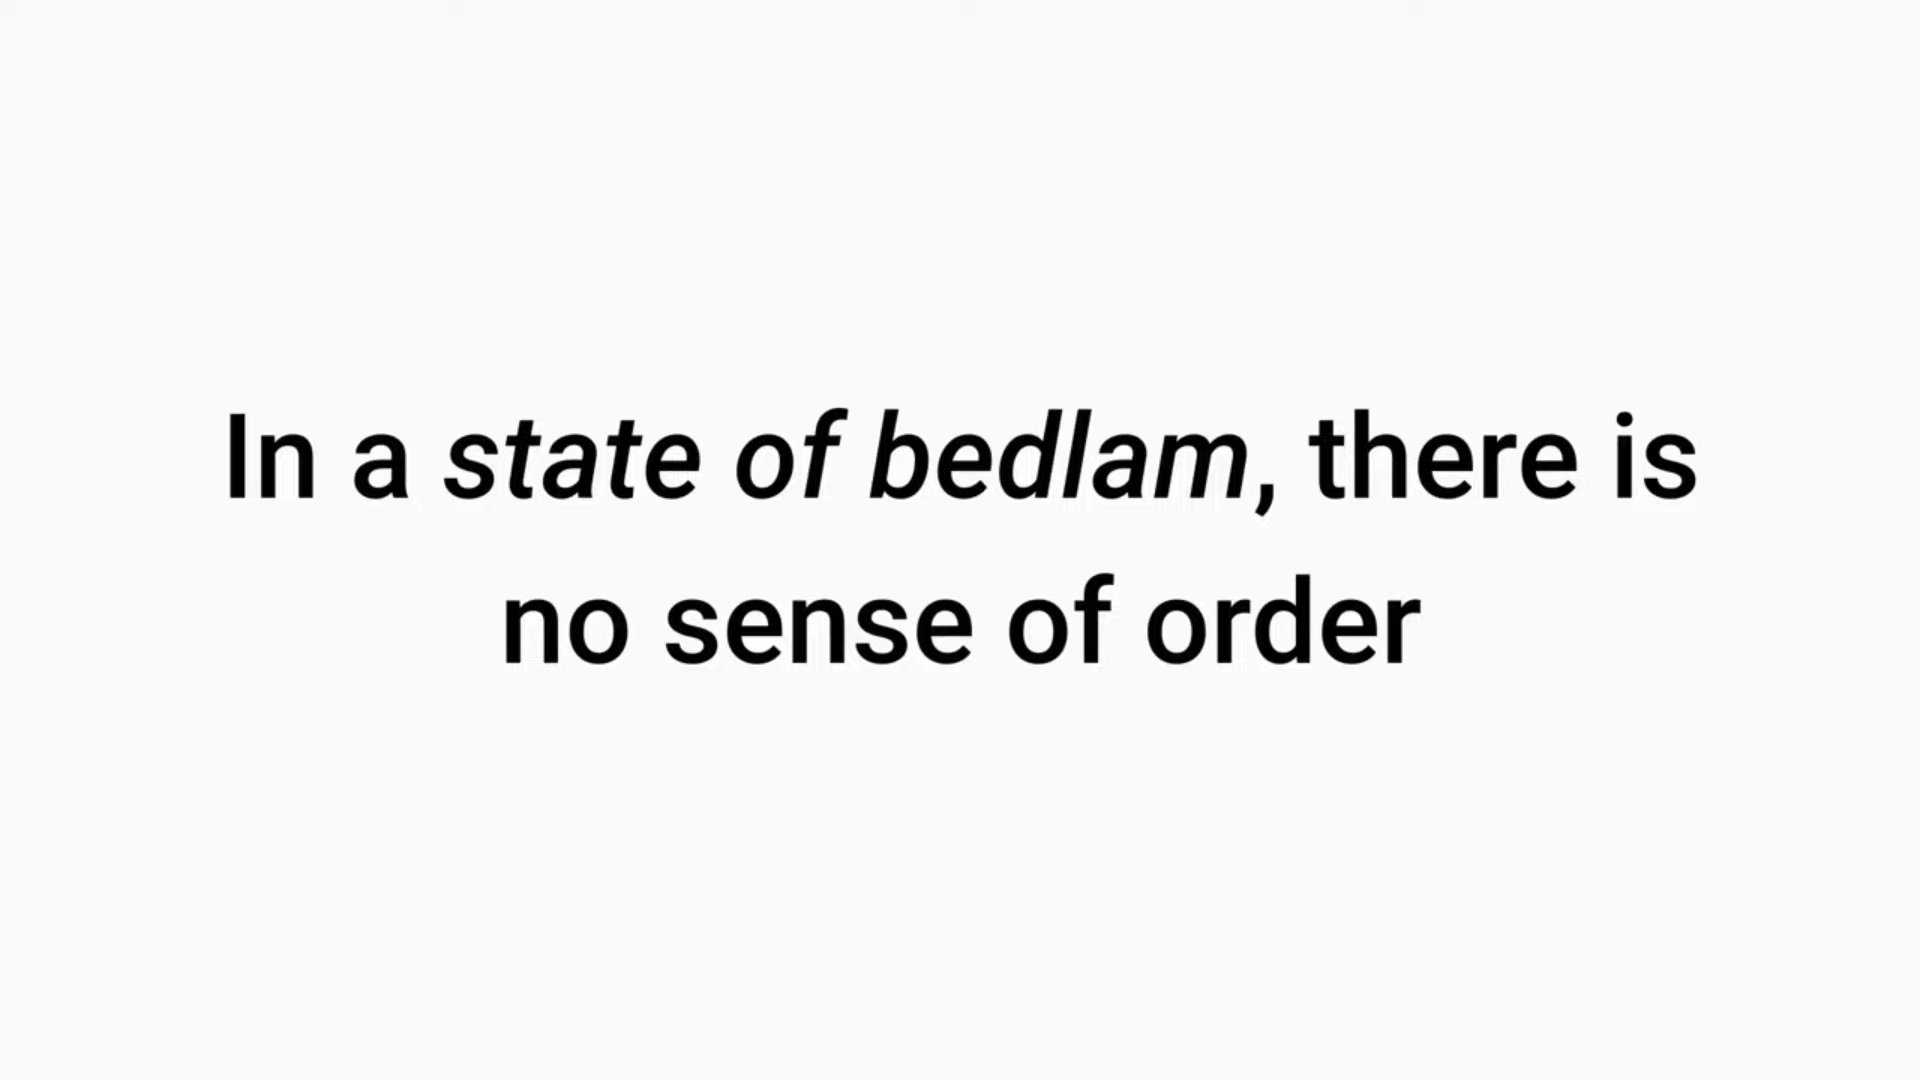 In a state of bedlam, there is
no sense of order